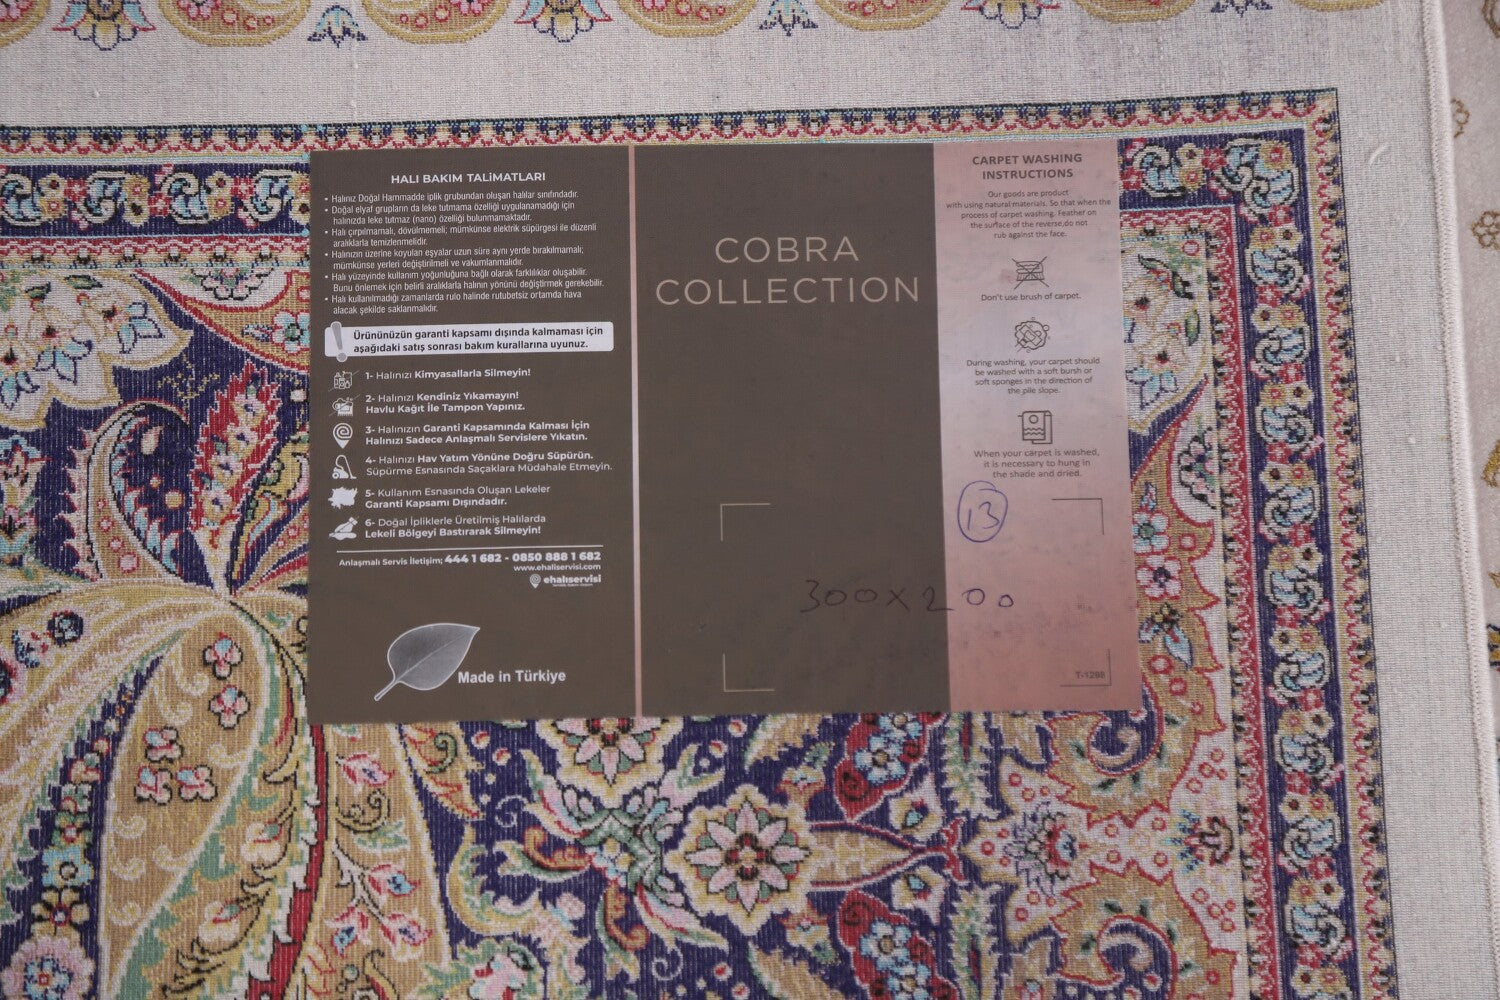 HALI BAKIM TALİMATLARI
• Halınız Doğal Hammadde iplik grubundan oluşan halılar sınıfındadır.
• Doğal elyaf grupların da leke tutmama özelliği uygulanamadığı için
halınızda leke tutmaz (nano) özelliği bulunmamaktadır.
• Halı çırpılmamalı, dövülmemeli; mümkünse elektrik süpürgesi ile düzenli
aralıklarla temizlenmelidir.
• Halınızın üzerine koyulan eşyalar uzun süre aynı yerde bırakılmamalı;
mümkünse yerleri değiştirilmeli ve vakumlanmalıdır.
• Halı yüzeyinde kullanım yoğunluğuna bağlı olarak farklılıklar oluşabilir.
Bunu önlemek için belirli aralıklarla halının yönünü değiştirmek gerekebilir.
• Halı kullanılmadığı zamanlarda rulo halinde rutubetsiz ortamda hava
alacak şekilde saklanmalıdır.
Ürününüzün garanti kapsamı dışında kalmaması için
aşağıdaki satış sonrası bakım kurallarına uyunuz.
1- Halınızı Kimyasallarla Silmeyin!
2- Halınızı Kendiniz Yıkamayın!
Havlu Kağıt İle Tampon Yapınız.
3- Halınızın Garanti Kapsamında Kalması İçin
Halınızı Sadece Anlaşmalı Servislere Yıkatın.
4- Halınızı Hav Yatım Yönüne Doğru Süpürün.
Süpürme Esnasında Saçaklara Müdahale Etmeyin.
5- Kullanım Esnasında Oluşan Lekeler
Garanti Kapsamı Dışındadır.
6- Doğal İpliklerle Üretilmiş Halılarda
Lekeli Bölgeyi Bastırarak Silmeyin!
Anlaşmalı Servis İletişim; 444 1 682 - 0850 888 1 682
www.ehaliservisi.com
ehalıservisi
Made in Türkiye
COBRA
COLLECTION
300x200
CARPET WASHING
INSTRUCTIONS
Our goods are product
with using natural materials. So that when the
process of carpet washing. Feather on
the surface of the reverse,do not
rub against the face.
Don't use brush of carpet.
During washing, your carpet should
be washed with a soft bursh or
soft sponges in the direction of
the pile slope.
When your carpet is washed,
it is necessary to hung in
the shade and dried.
13
T-1298